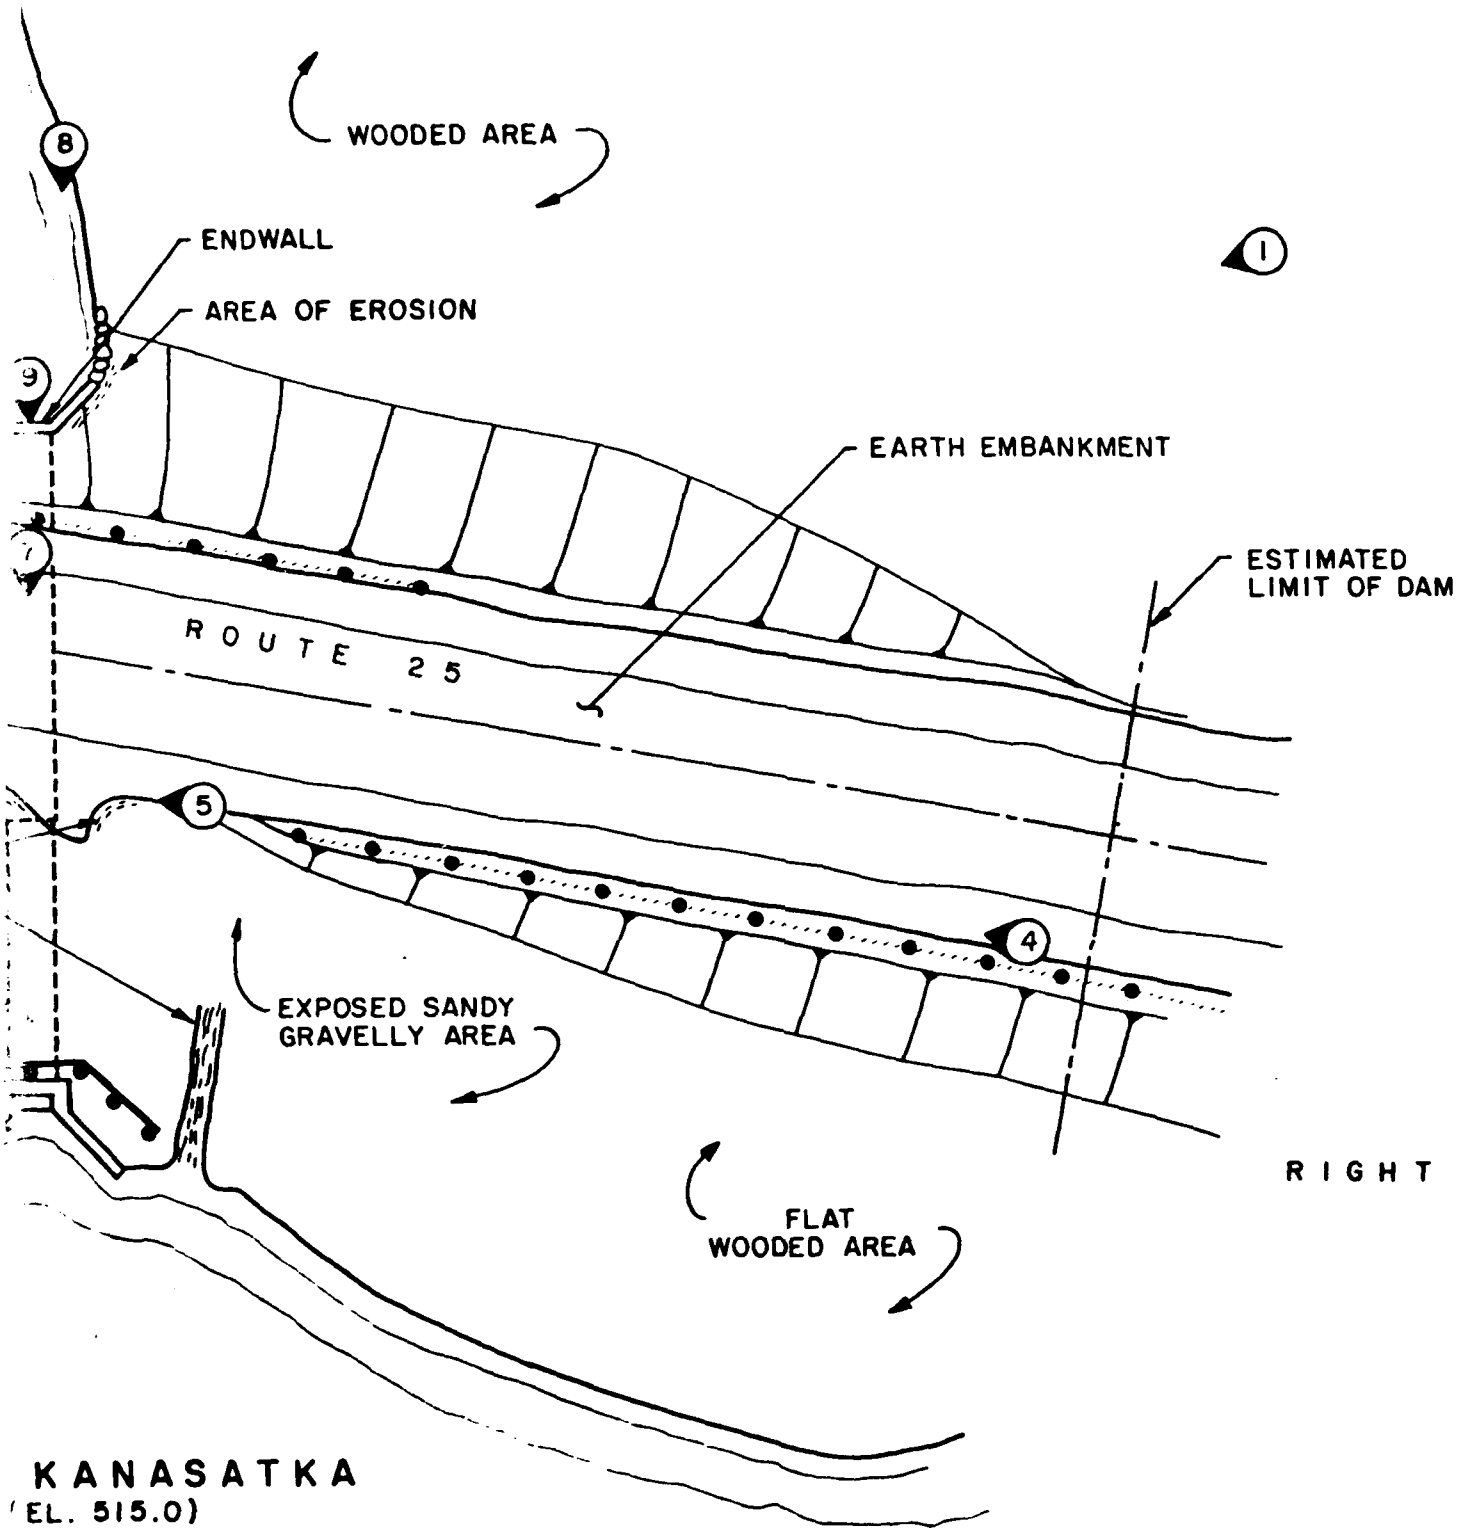 WOODED AREA
8
ENDWALL
1
AREA OF EROSION
9
EARTH EMBANKMENT
7
ESTIMATED
LIMIT OF DAM
ROUTE 25
5
4
EXPOSED SANDY
GRAVELLY AREA
RIGHT
FLAT
WOODED AREA
KANASATKA
(EL. 515.0)